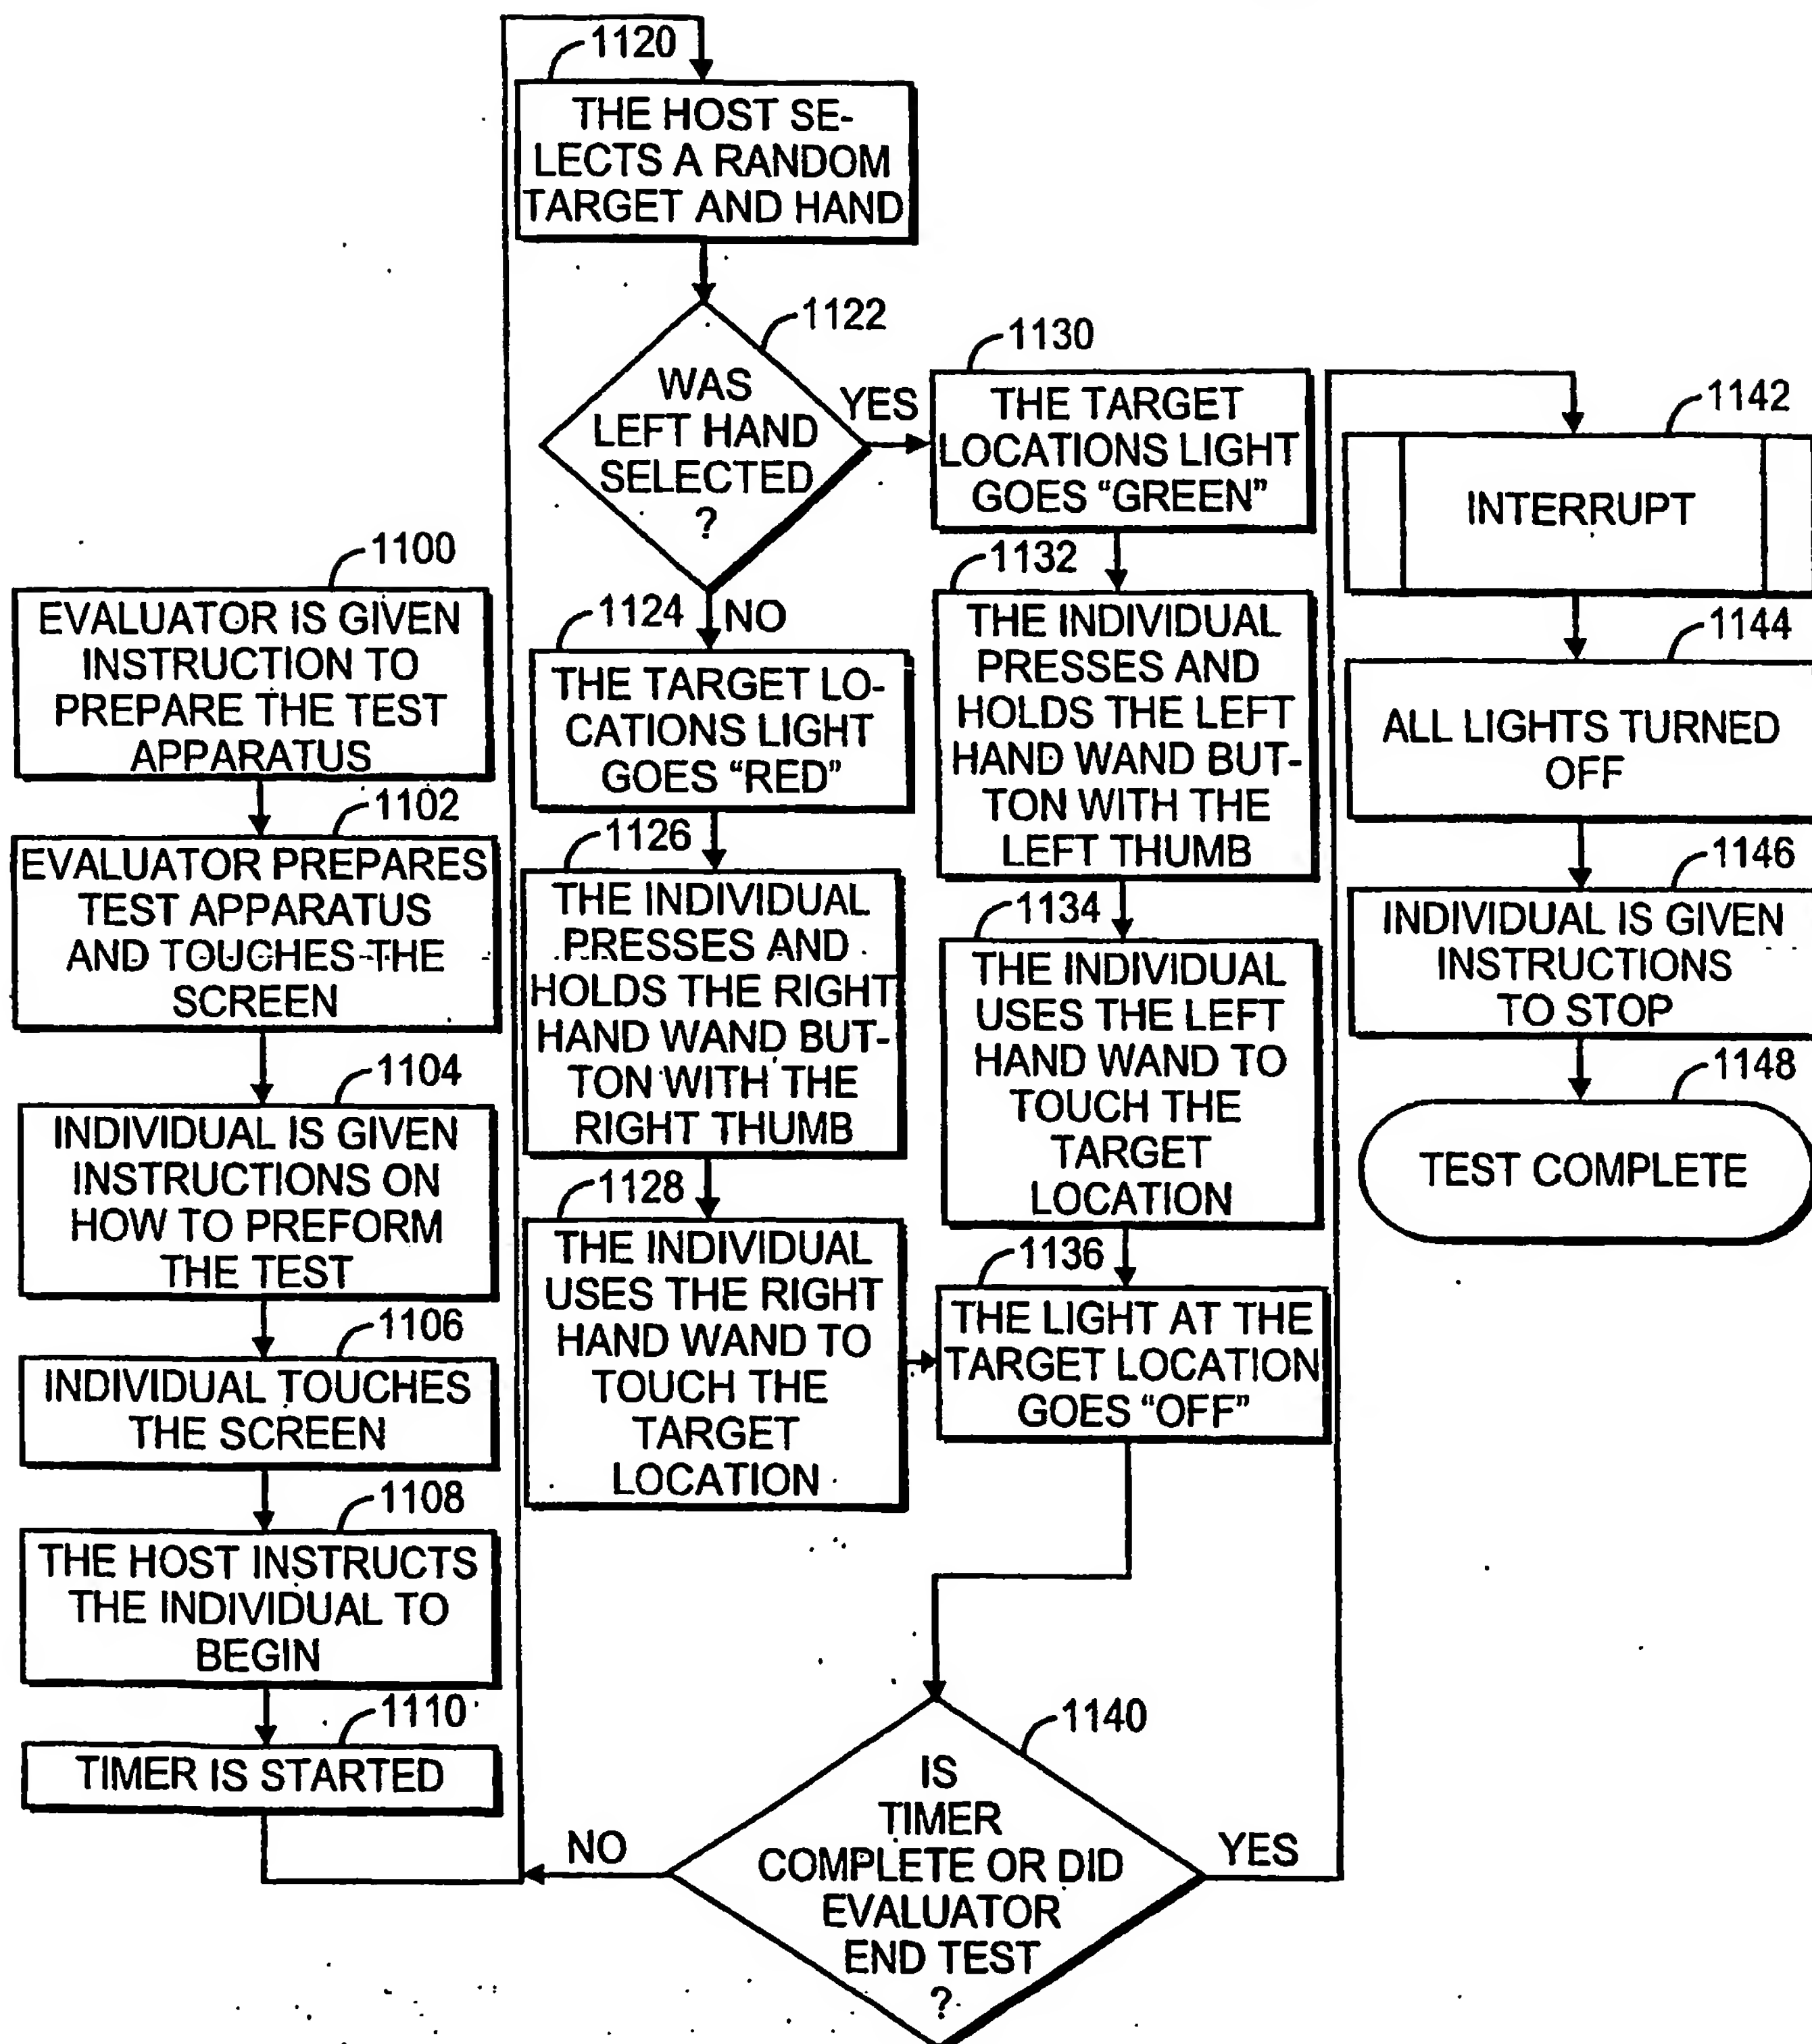 1100
EVALUATOR IS GIVEN
INSTRUCTION TO
PREPARE THE TEST
APPARATUS
1102
EVALUATOR PREPARES
TEST APPARATUS
AND TOUCHES THE
SCREEN
1104
INDIVIDUAL IS GIVEN
INSTRUCTIONS ON
HOW TO PREFORM
THE TEST
1106
INDIVIDUAL TOUCHES
THE SCREEN
1108
THE HOST INSTRUCTS
THE INDIVIDUAL TO
BEGIN
1110
TIMER IS STARTED
1120
THE HOST SE-
LECTS A RANDOM
TARGET AND HAND
1122
WAS
LEFT HAND
SELECTED
?
YES
NO
1124
THE TARGET LO-
CATIONS LIGHT
GOES “RED”
1126
THE INDIVIDUAL
PRESSES AND
HOLDS THE RIGHT
HAND WAND BUT-
TON WITH THE
RIGHT THUMB
1128
THE INDIVIDUAL
USES THE RIGHT
HAND WAND TO
TOUCH THE
TARGET
LOCATION
1130
THE TARGET
LOCATIONS LIGHT
GOES “GREEN”
1132
THE INDIVIDUAL
PRESSES AND
HOLDS THE LEFT
HAND WAND BUT-
TON WITH THE
LEFT THUMB
1134
THE INDIVIDUAL
USES THE LEFT
HAND WAND TO
TOUCH THE
TARGET
LOCATION
1136
THE LIGHT AT THE
TARGET LOCATION
GOES “OFF”
1140
IS
TIMER
COMPLETE OR DID
EVALUATOR
END TEST
?
NO
YES
1142
INTERRUPT
1144
ALL LIGHTS TURNED
OFF
1146
INDIVIDUAL IS GIVEN
INSTRUCTIONS
TO STOP
1148
TEST COMPLETE